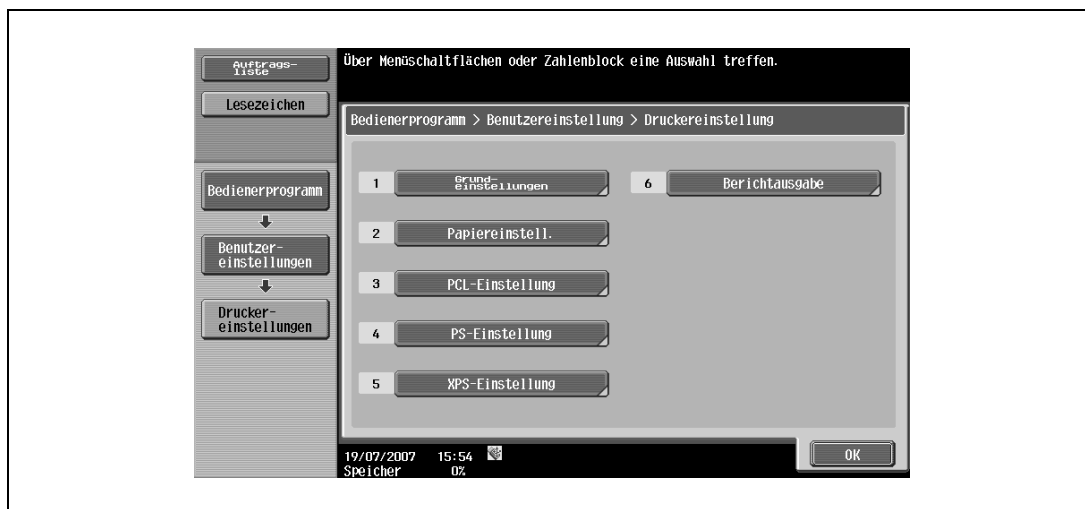 Auftrags-
liste
Lesezeichen
Über Menüschaltflächen oder Zahlenblock eine Auswahl treffen.
Bedienerprogramm > Benutzereinstellung > Druckereinstellung
Bedienerprogramm
Benutzer-
einstellungen
Drucker-
einstellungen
1 Grund-
einstellungen
2 Papiereinstell.
3 PCL-Einstellung
4 PS-Einstellung
5 XPS-Einstellung
6 Berichtausgabe
19/07/2007 15:54
Speicher 0%
OK